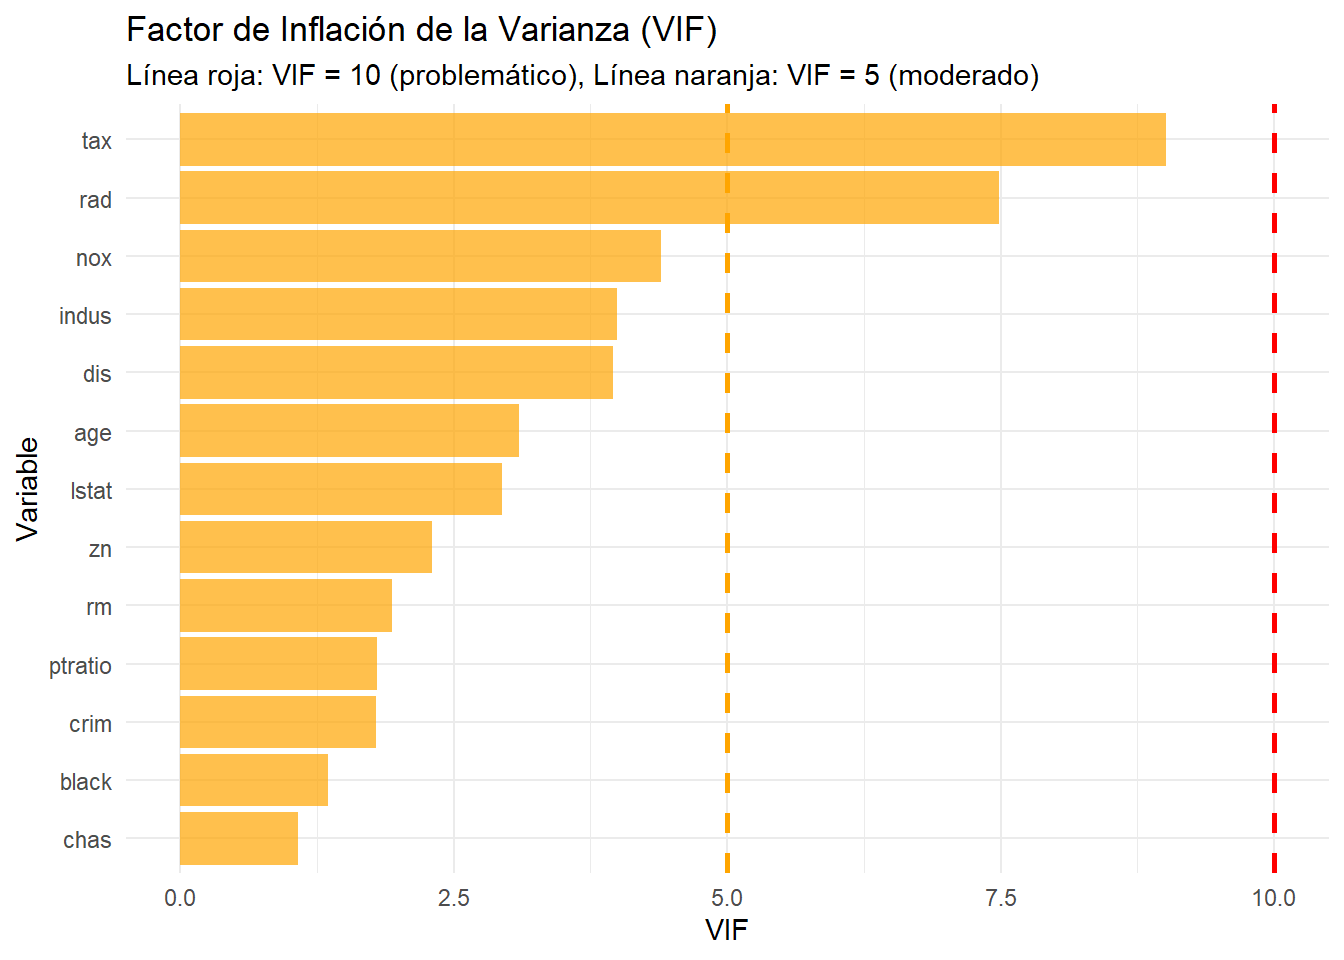 Factor de Inflación de la Varianza (VIF)
Línea roja: VIF = 10 (problemático), Línea naranja: VIF = 5 (moderado)
Variable
tax
rad
nox
indus
dis
age
lstat
zn
rm
ptratio
crim
black
chas
0.0 2.5 5.0 7.5 10.0
VIF